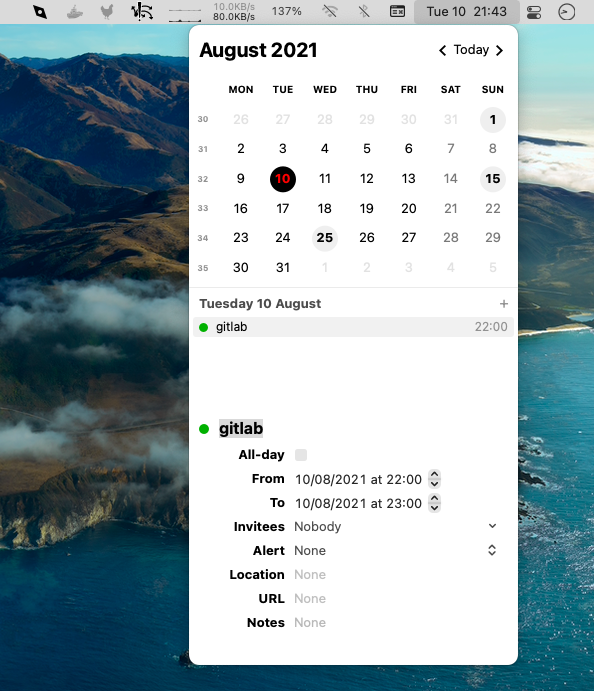 10.0KB/s
80.0KB/s
137%
Tue 10 21:43
August 2021
Today
MON TUE WED THU FRI SAT SUN
30 26 27 28 29 30 31 1
31 2 3 4 5 6 7 8
32 9 10 11 12 13 14 15
33 16 17 18 19 20 21 22
34 23 24 25 26 27 28 29
35 30 31 1 2 3 4 5
Tuesday 10 August +
gitlab 22:00
gitlab
All-day
From 10/08/2021 at 22:00
To 10/08/2021 at 23:00
Invitees Nobody
Alert None
Location None
URL None
Notes None